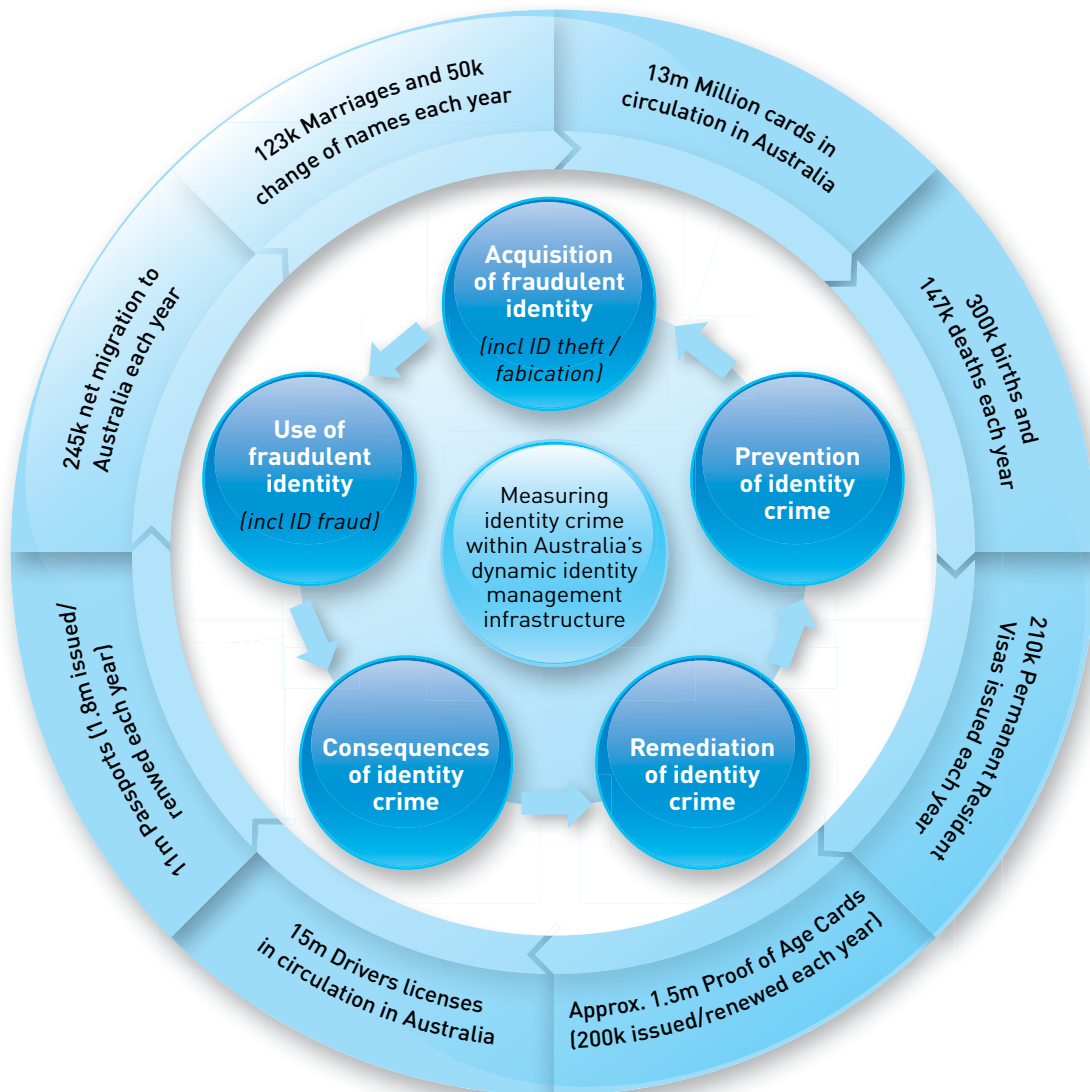 123k Marriages and 50k
change of names each year
13m Million cards in
circulation in Australia
300k births and
147k deaths each year
210k Permanent Resident
Visas issued each year
Approx. 1.5m Proof of Age Cards
(200k issued/renewed each year)
15m Drivers licenses
in circulation in Australia
11m Passports (1.8m issued/
renwed each year)
245k net migration to
Australia each year
Acquisition
of fraudulent
identity
(incl ID theft /
fabication)
Use of
fraudulent
identity
(incl ID fraud)
Consequences
of identity
crime
Remediation
of identity
crime
Prevention
of identity
crime
Measuring
identity crime
within Australia's
dynamic identity
management
infrastructure